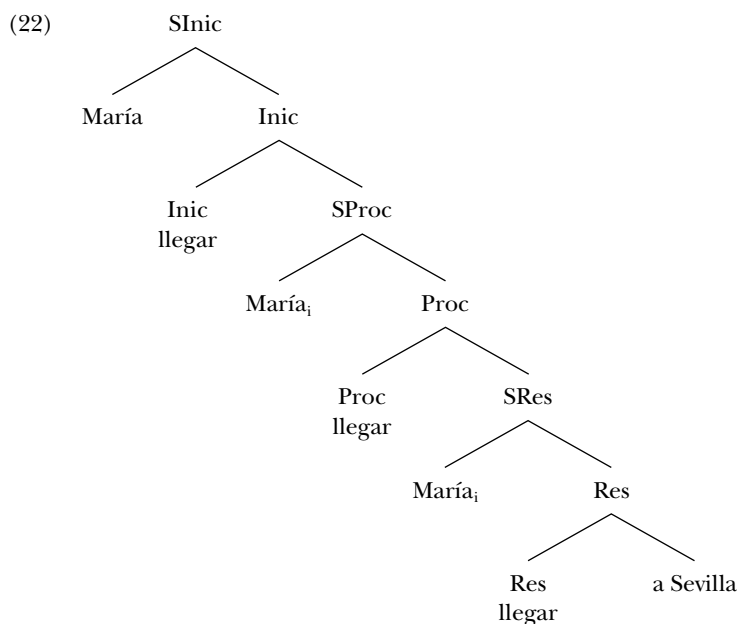 (22) SInic
María Inic
Inic SProc
llegar
Maríai Proc
Proc SRes
llegar
Maríai Res
Res a Sevilla
llegar